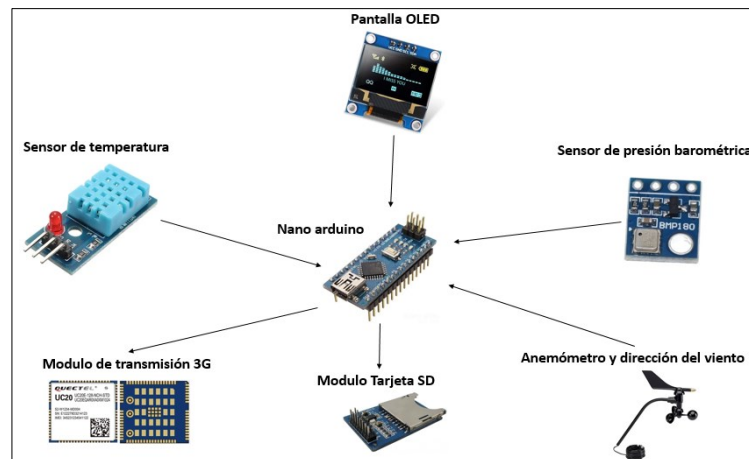 Pantalla OLED
Sensor de temperatura
Sensor de presión barométrica
Nano arduino
BMP180
Modulo de transmisión 3G
Modulo Tarjeta SD
Anemómetro y dirección del viento
QUECTEL
UC20